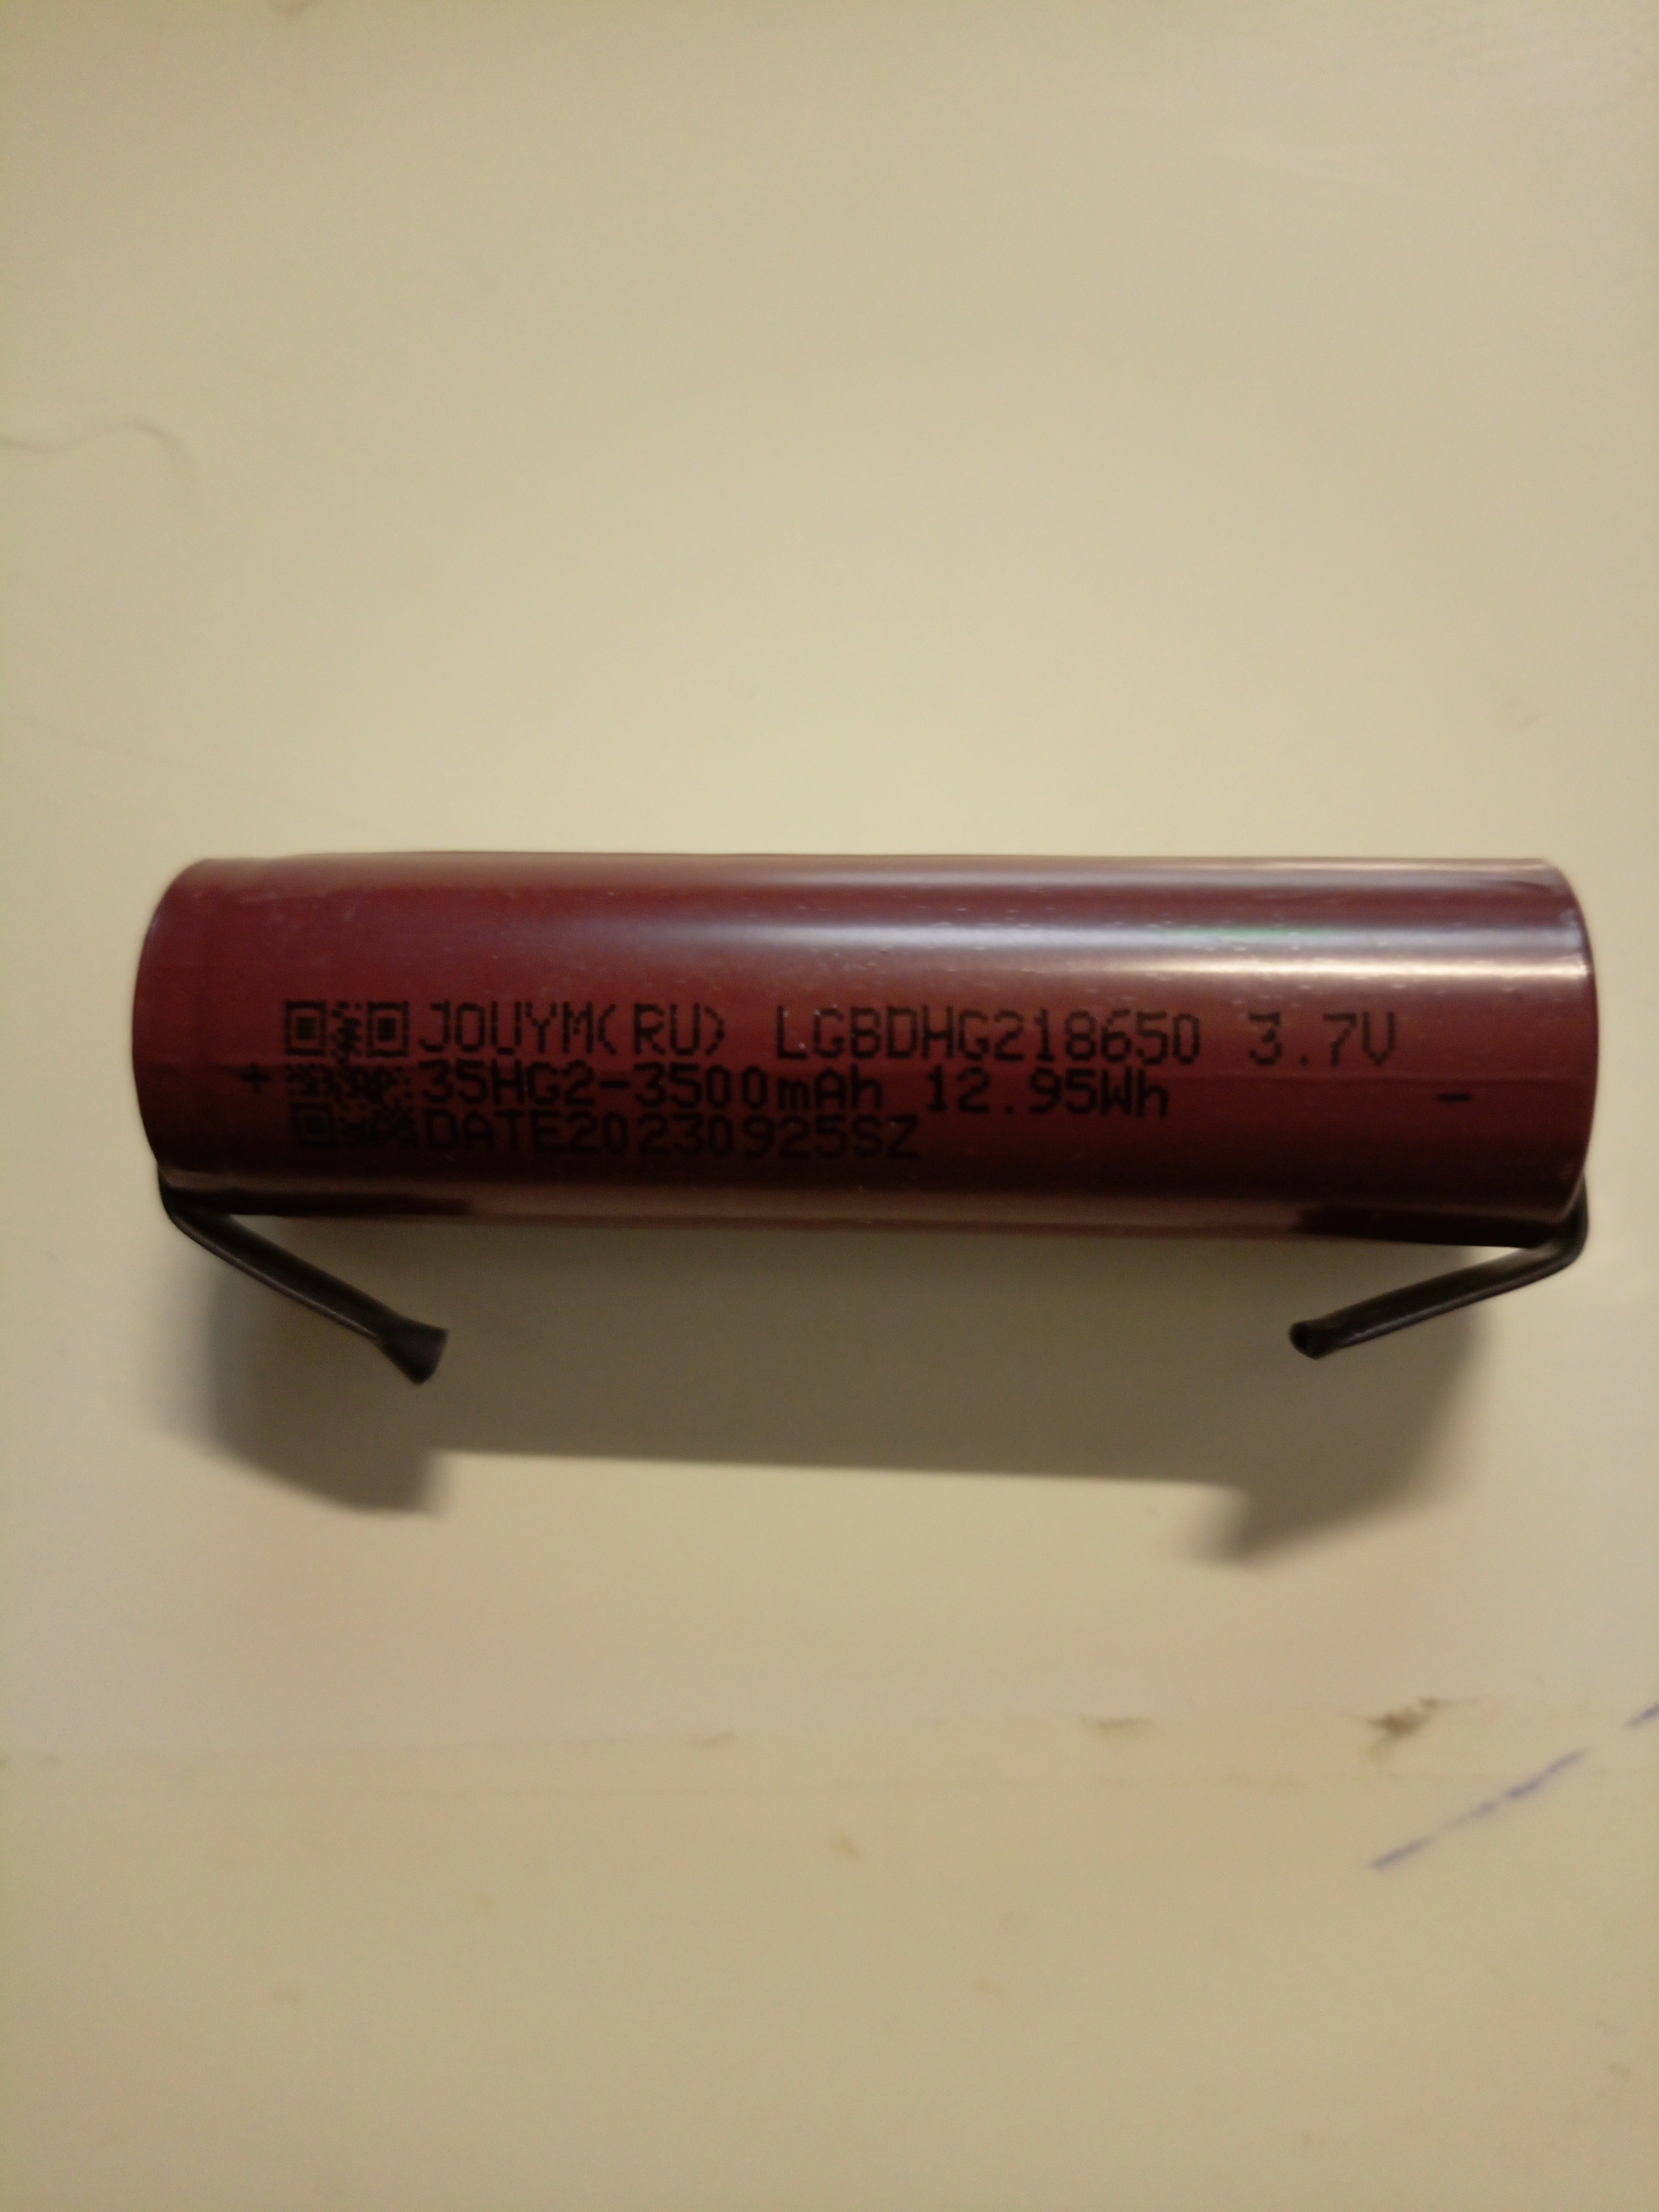 JOUYM(RU) LGBDHG218650 3.7V
+ 35HG2-3500mAh 12.95Wh -
DATE20230925SZ